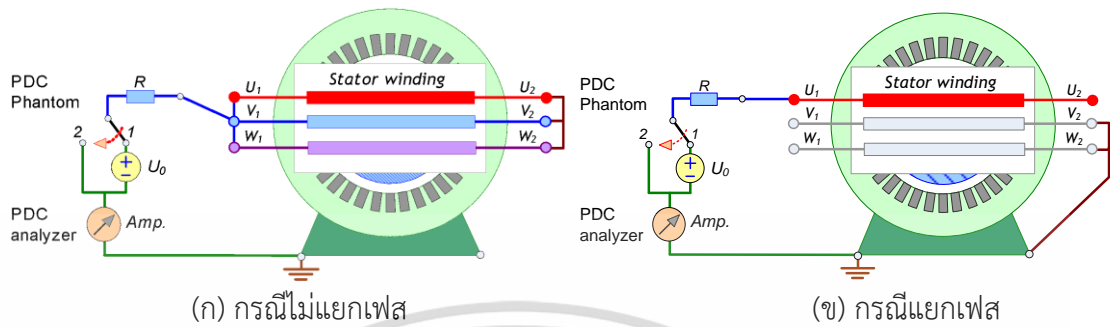 PDC
Phantom
R
2
1
U0
PDC
analyzer
Amp.
Stator winding
U1
U2
V1
V2
W1
W2
(ก) กรณีไม่แยกเฟส
PDC
Phantom
R
2
1
U0
PDC
analyzer
Amp.
Stator winding
U1
U2
V1
V2
W1
W2
(ข) กรณีแยกเฟส